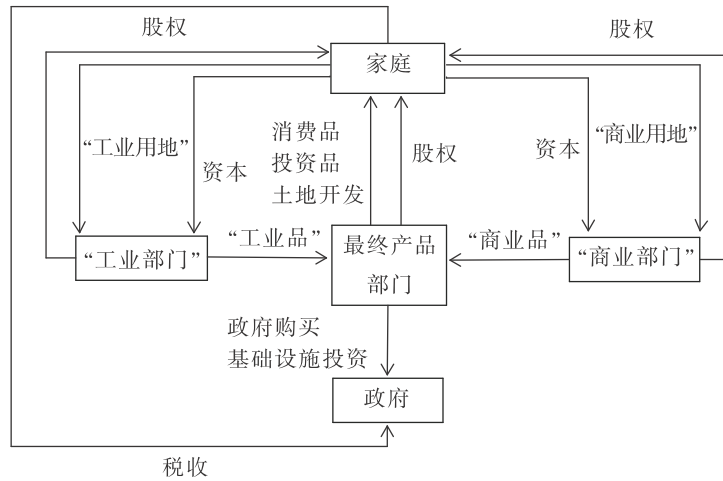 股权
股权
家庭
“工业用地”
资本
消费品
投资品
土地开发
股权
资本
“商业用地”
“工业部门”
“工业品”
最终产品
部门
“商业品”
“商业部门”
政府购买
基础设施投资
政府
税收